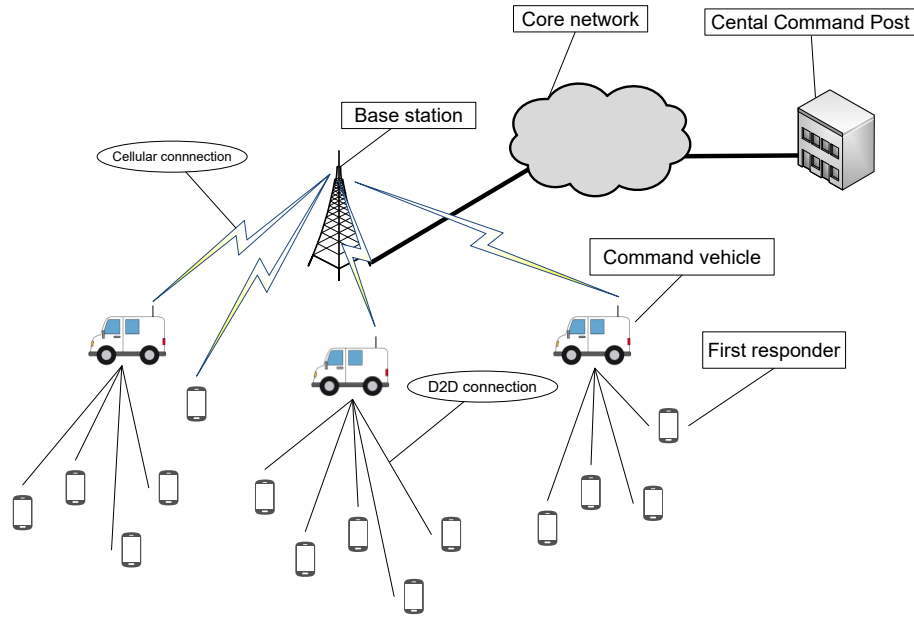 Core network
Cental Command Post
Base station
Cellular connnection
Command vehicle
First responder
D2D connection